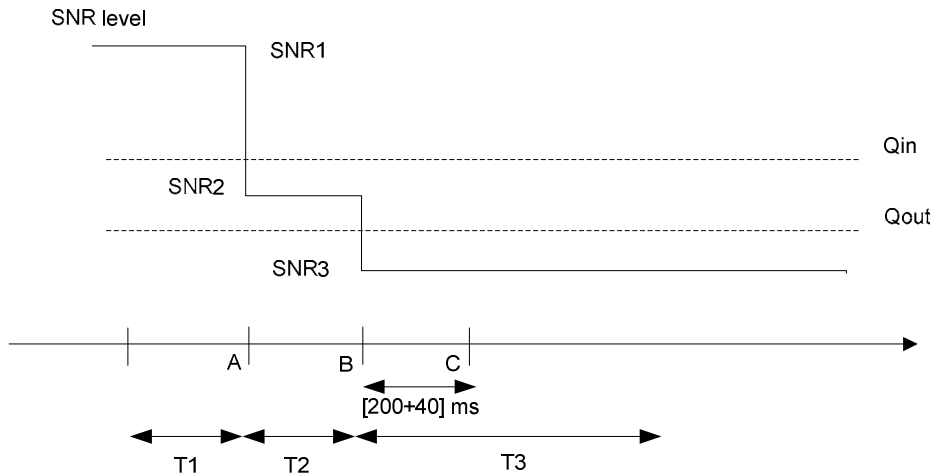 SNR level
SNR1
Qin
SNR2
Qout
SNR3
A
B
C
[200+40] ms
T1
T2
T3